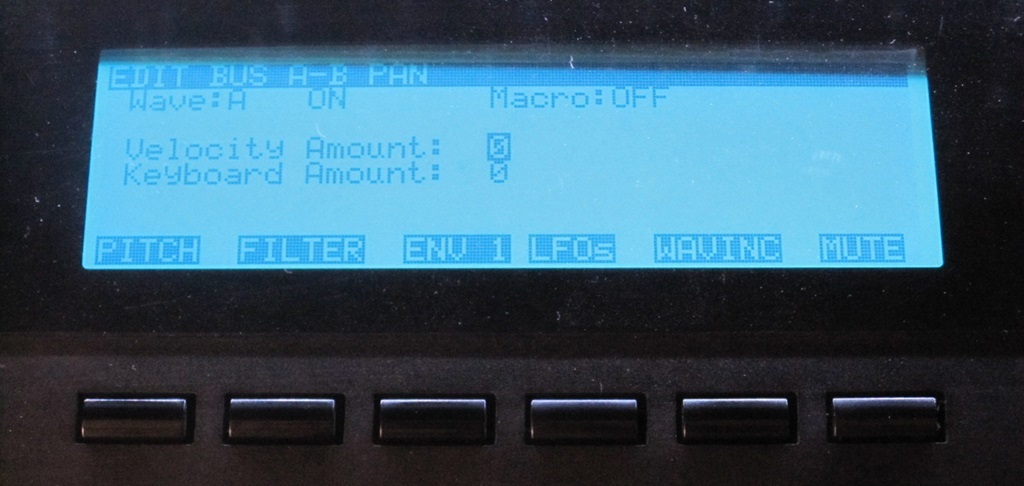 EDIT BUS A-B PAN
Wave:A ON Macro:OFF
Velocity Amount: 0
Keyboard Amount: 0
PITCH FILTER ENV 1 LFOs WAVINC MUTE